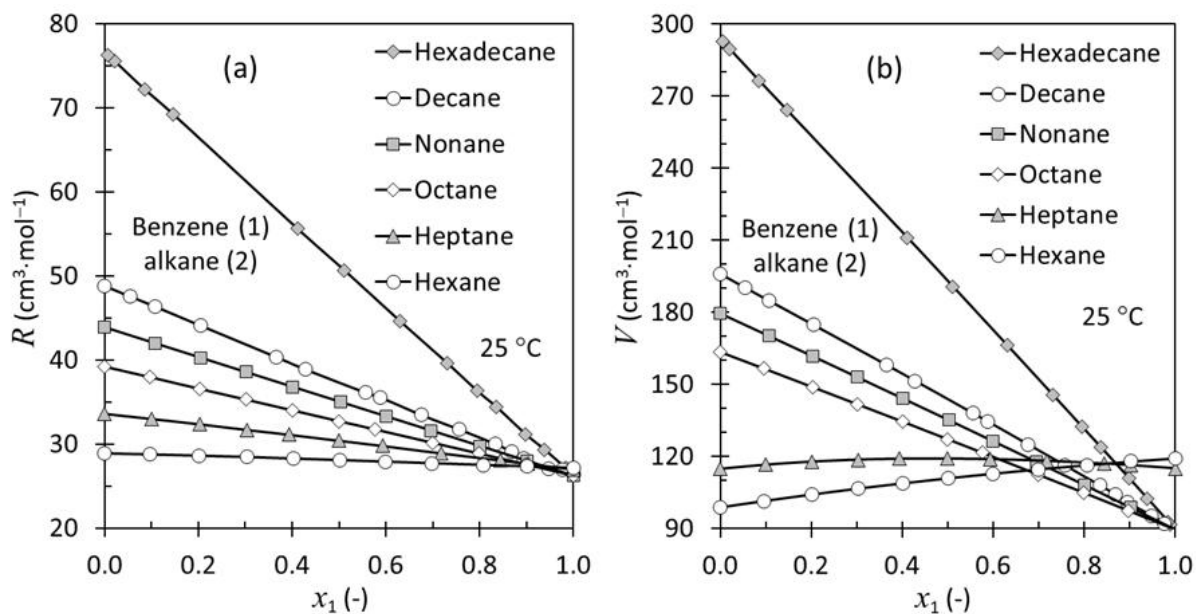 80
70
60
50
40
30
20
R (cm³·mol⁻¹)
(a)
Hexadecane
Decane
Nonane
Octane
Heptane
Hexane
Benzene (1)
alkane (2)
25 °C
0.0 0.2 0.4 0.6 0.8 1.0
x₁ (-)
300
270
240
210
180
150
120
90
V (cm³·mol⁻¹)
(b)
Hexadecane
Decane
Nonane
Octane
Heptane
Hexane
Benzene (1)
alkane (2)
25 °C
0.0 0.2 0.4 0.6 0.8 1.0
x₁ (-)